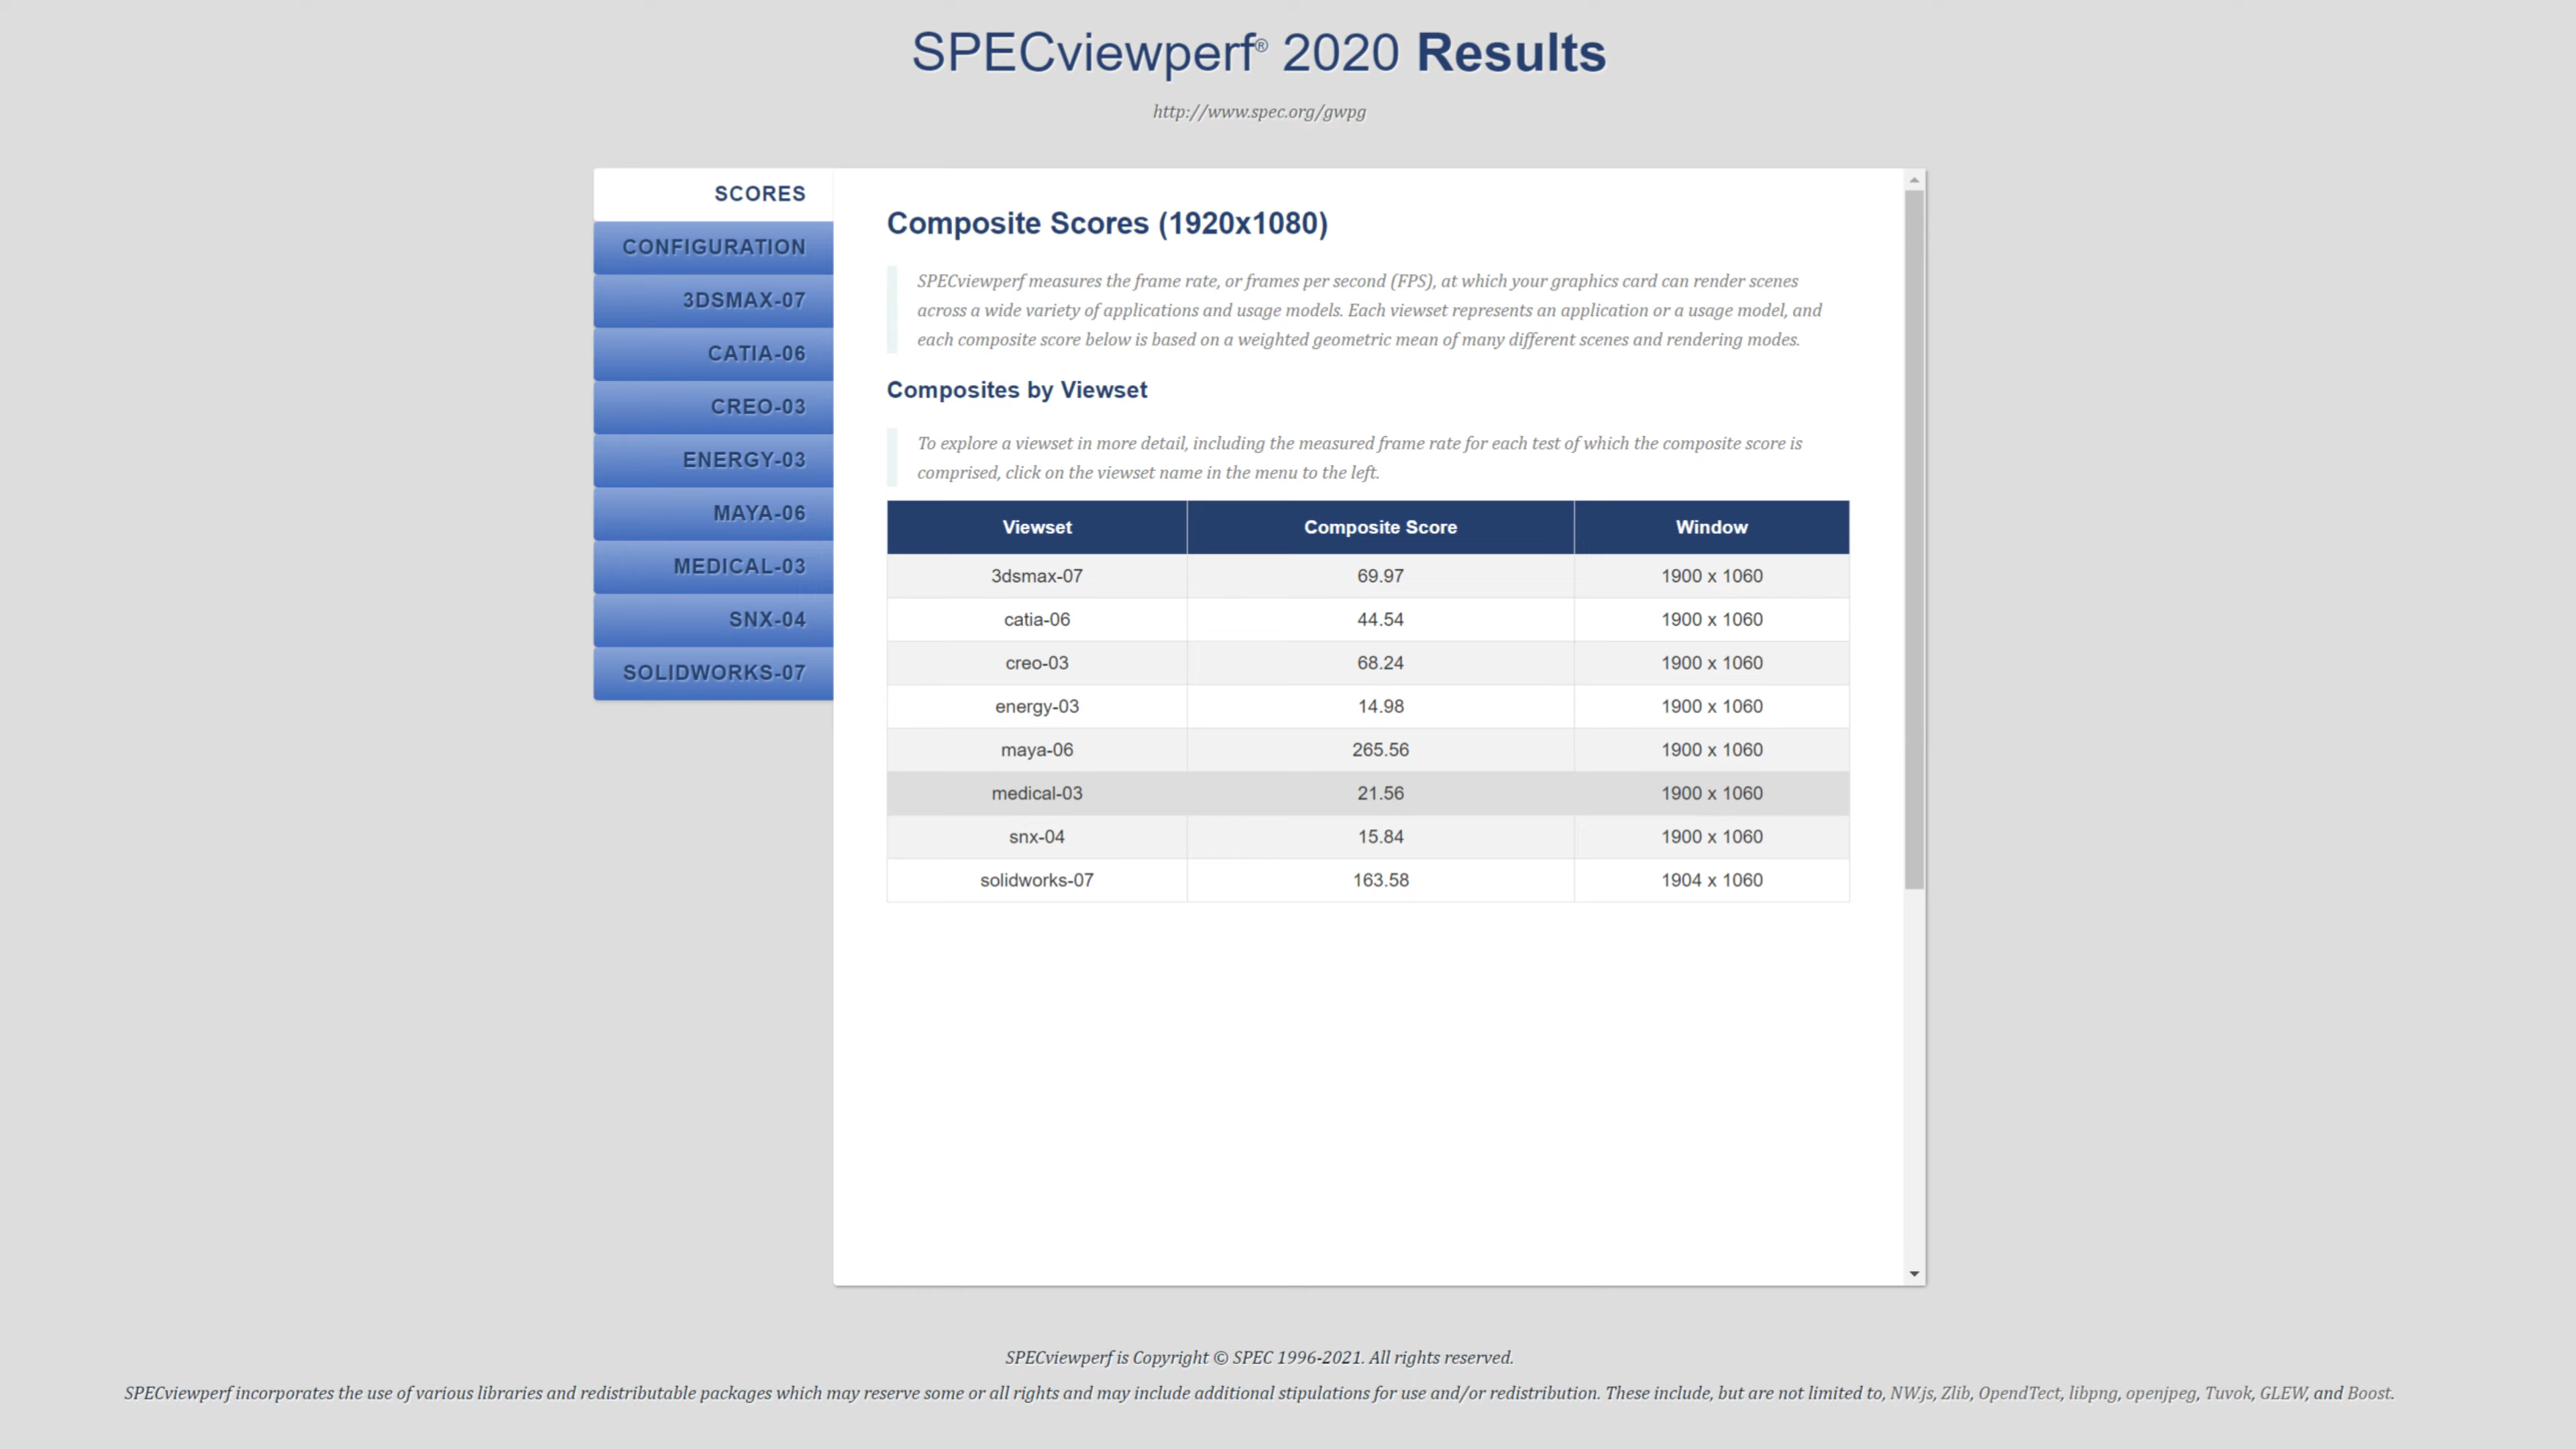 SPECviewperf® 2020 Results
http://www.spec.org/gwpg
SCORES
CONFIGURATION
3DSMAX-07
CATIA-06
CREO-03
ENERGY-03
MAYA-06
MEDICAL-03
SNX-04
SOLIDWORKS-07
Composite Scores (1920x1080)
SPECviewperf measures the frame rate, or frames per second (FPS), at which your graphics card can render scenes
across a wide variety of applications and usage models. Each viewset represents an application or a usage model, and
each composite score below is based on a weighted geometric mean of many different scenes and rendering modes.
Composites by Viewset
To explore a viewset in more detail, including the measured frame rate for each test of which the composite score is
comprised, click on the viewset name in the menu to the left.
Viewset Composite Score Window
3dsmax-07 69.97 1900 x 1060
catia-06 44.54 1900 x 1060
creo-03 68.24 1900 x 1060
energy-03 14.98 1900 x 1060
maya-06 265.56 1900 x 1060
medical-03 21.56 1900 x 1060
snx-04 15.84 1900 x 1060
solidworks-07 163.58 1904 x 1060
SPECviewperf is Copyright © SPEC 1996-2021. All rights reserved.
SPECviewperf incorporates the use of various libraries and redistributable packages which may reserve some or all rights and may include additional stipulations for use and/or redistribution. These include, but are not limited to, NW.js, Zlib, OpendTect, libpng, openjpeg, Tuvok, GLEW, and Boost.